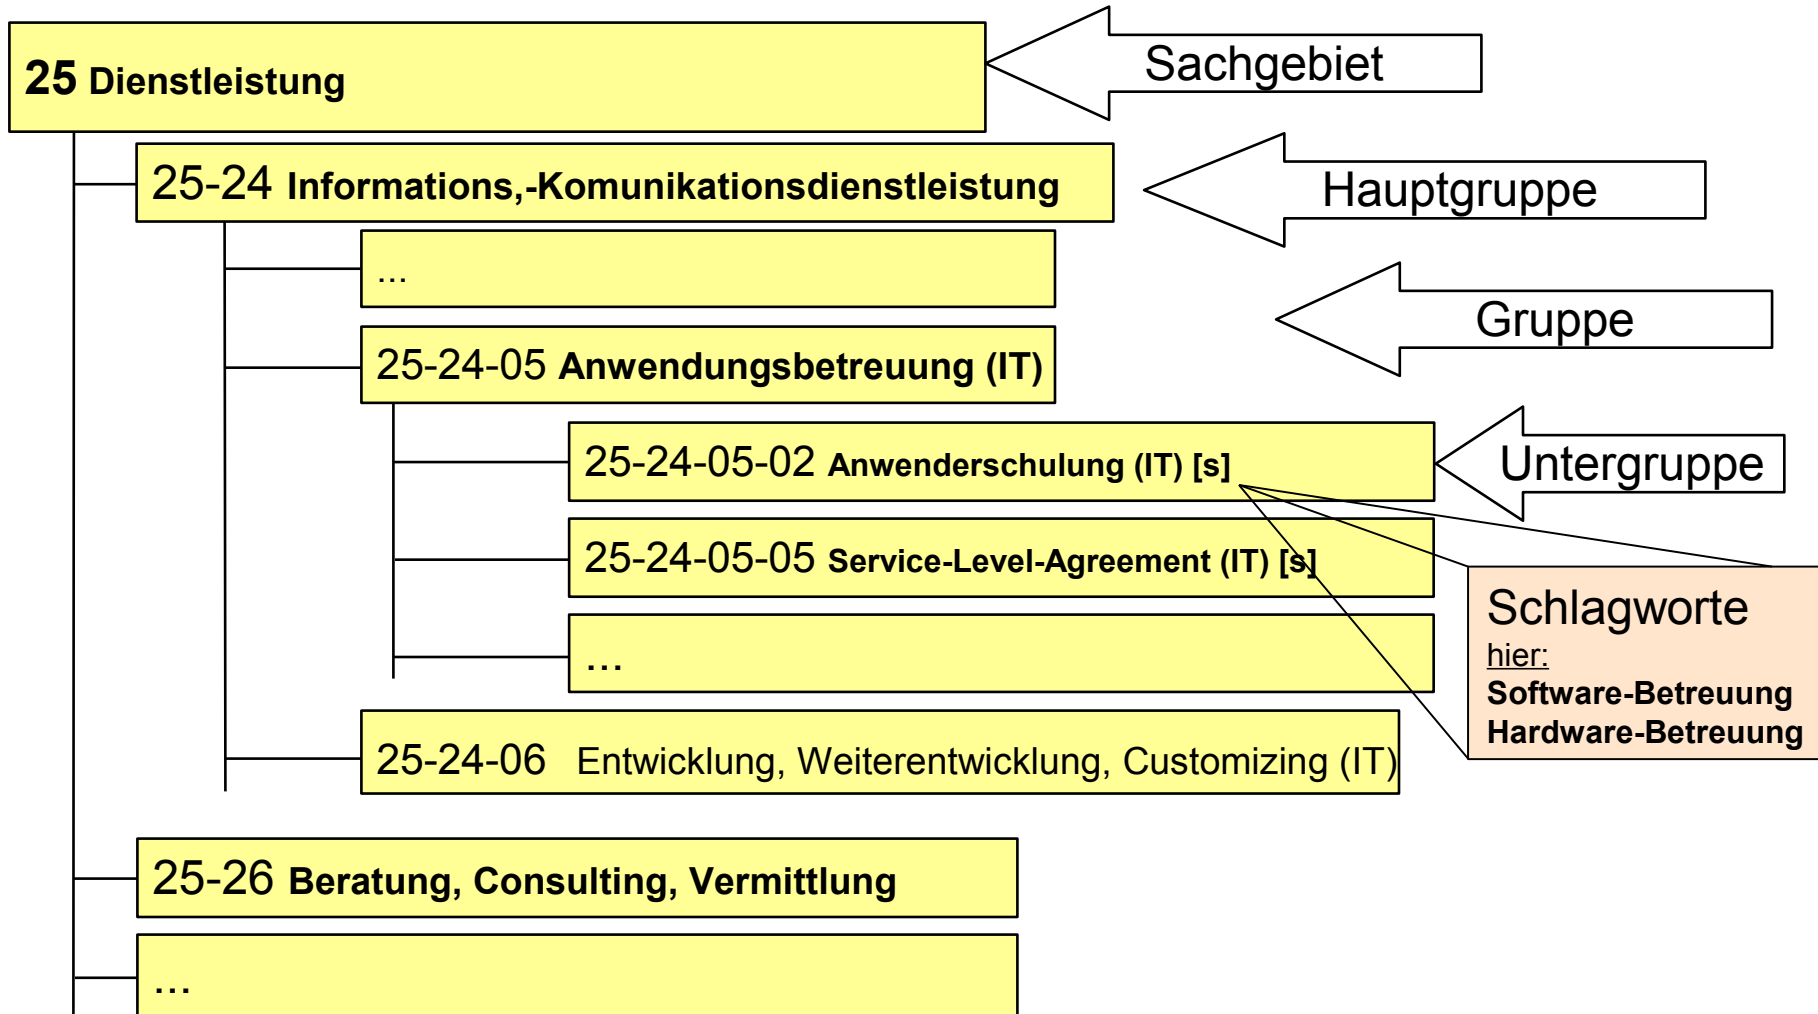 25 Dienstleistung
Sachgebiet
25-24 Informations,-Komunikationsdienstleistung
Hauptgruppe
...
Gruppe
25-24-05 Anwendungsbetreuung (IT)
25-24-05-02 Anwenderschulung (IT) [s]
Untergruppe
25-24-05-05 Service-Level-Agreement (IT) [s]
Schlagworte
hier:
Software-Betreuung
Hardware-Betreuung
...
25-24-06 Entwicklung, Weiterentwicklung, Customizing (IT)
25-26 Beratung, Consulting, Vermittlung
...